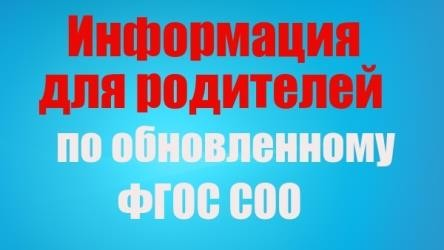 Информация
для родителей
по обновленному
ФГОС СОО